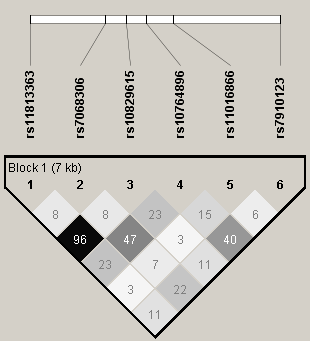 rs11813363 rs7068306 rs10829615 rs10764896 rs11016866 rs7910123
Block 1 (7 kb)
1 2 3 4 5 6
8 8 23 15 6
96 47 3 40
23 7 11
3 22
11